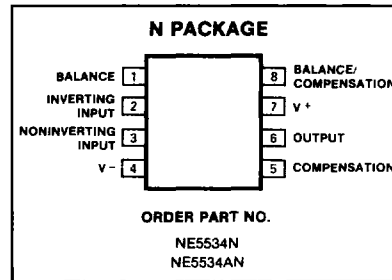 N PACKAGE
BALANCE 1
INVERTING INPUT 2
NONINVERTING INPUT 3
V- 4
8 BALANCE/ COMPENSATION
7 V+
6 OUTPUT
5 COMPENSATION
ORDER PART NO.
NE5534N
NE5534AN